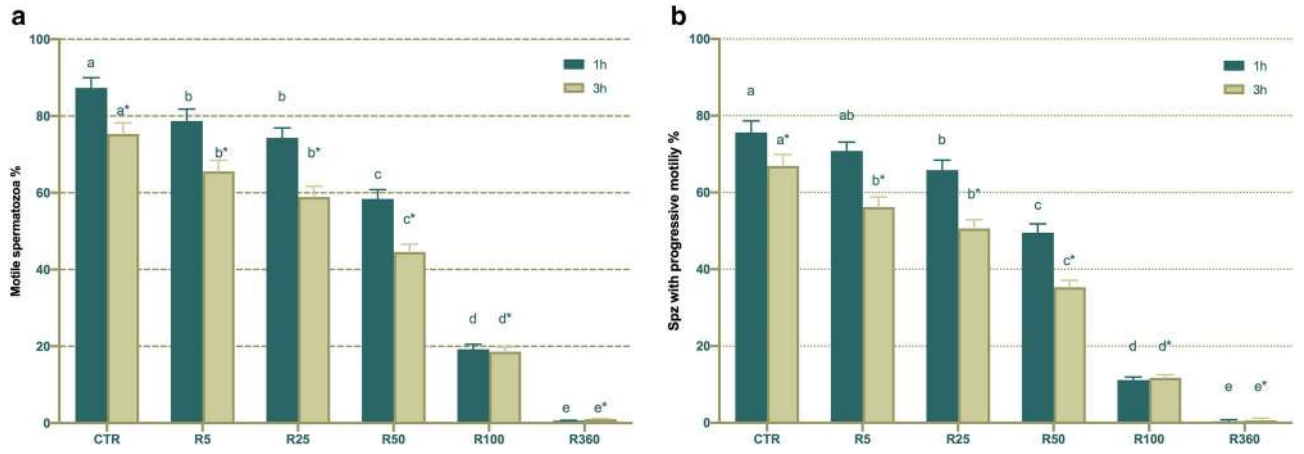 a
Motile spermatozoa %
100
80
60
40
20
0
1h
3h
a
a*
b
b*
b
b*
c
c*
d
d*
e
e*
CTR
R5
R25
R50
R100
R360
b
Spz with progressive motiliy %
100
80
60
40
20
0
1h
3h
a
a*
ab
b*
b
b*
c
c*
d
d*
e
e*
CTR
R5
R25
R50
R100
R360